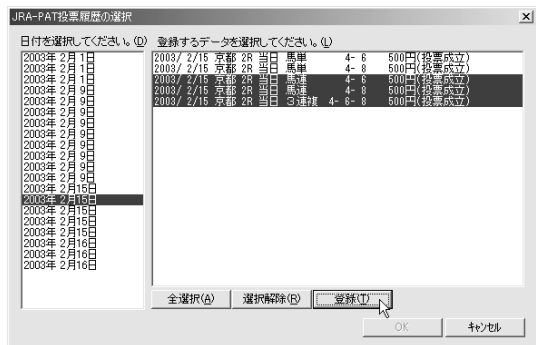 JRA-PAT投票履歴の選択
日付を選択してください。(D)
登録するデータを選択してください。(L)
2003年 2月 1日
2003年 2月 1日
2003年 2月 1日
2003年 2月 9日
2003年 2月 9日
2003年 2月 9日
2003年 2月 9日
2003年 2月 9日
2003年 2月 9日
2003年 2月 9日
2003年 2月 9日
2003年 2月 9日
2003年 2月15日
2003年 2月15日
2003年 2月15日
2003年 2月15日
2003年 2月15日
2003年 2月16日
2003年 2月16日
2003年 2月16日
2003/ 2/15 京都 2R 当日 馬単 4- 6 500円(投票成立)
2003/ 2/15 京都 2R 当日 馬単 4- 8 500円(投票成立)
2003/ 2/15 京都 2R 当日 馬連 4- 6 500円(投票成立)
2003/ 2/15 京都 2R 当日 馬連 4- 8 500円(投票成立)
2003/ 2/15 京都 2R 当日 3連複 4- 6- 8 500円(投票成立)
全選択(A)
選択解除(R)
登録(T)
OK
キャンセル